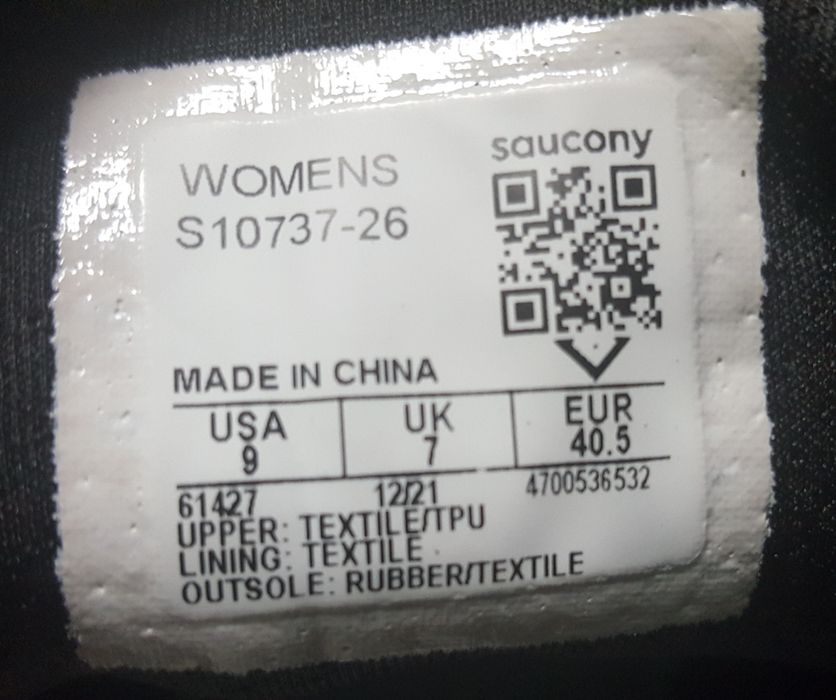 saucony
WOMENS
S10737-26
MADE IN CHINA
USA UK EUR
9 7 40.5
61427 12/21 4700536532
UPPER: TEXTILE/TPU
LINING: TEXTILE
OUTSOLE: RUBBER/TEXTILE